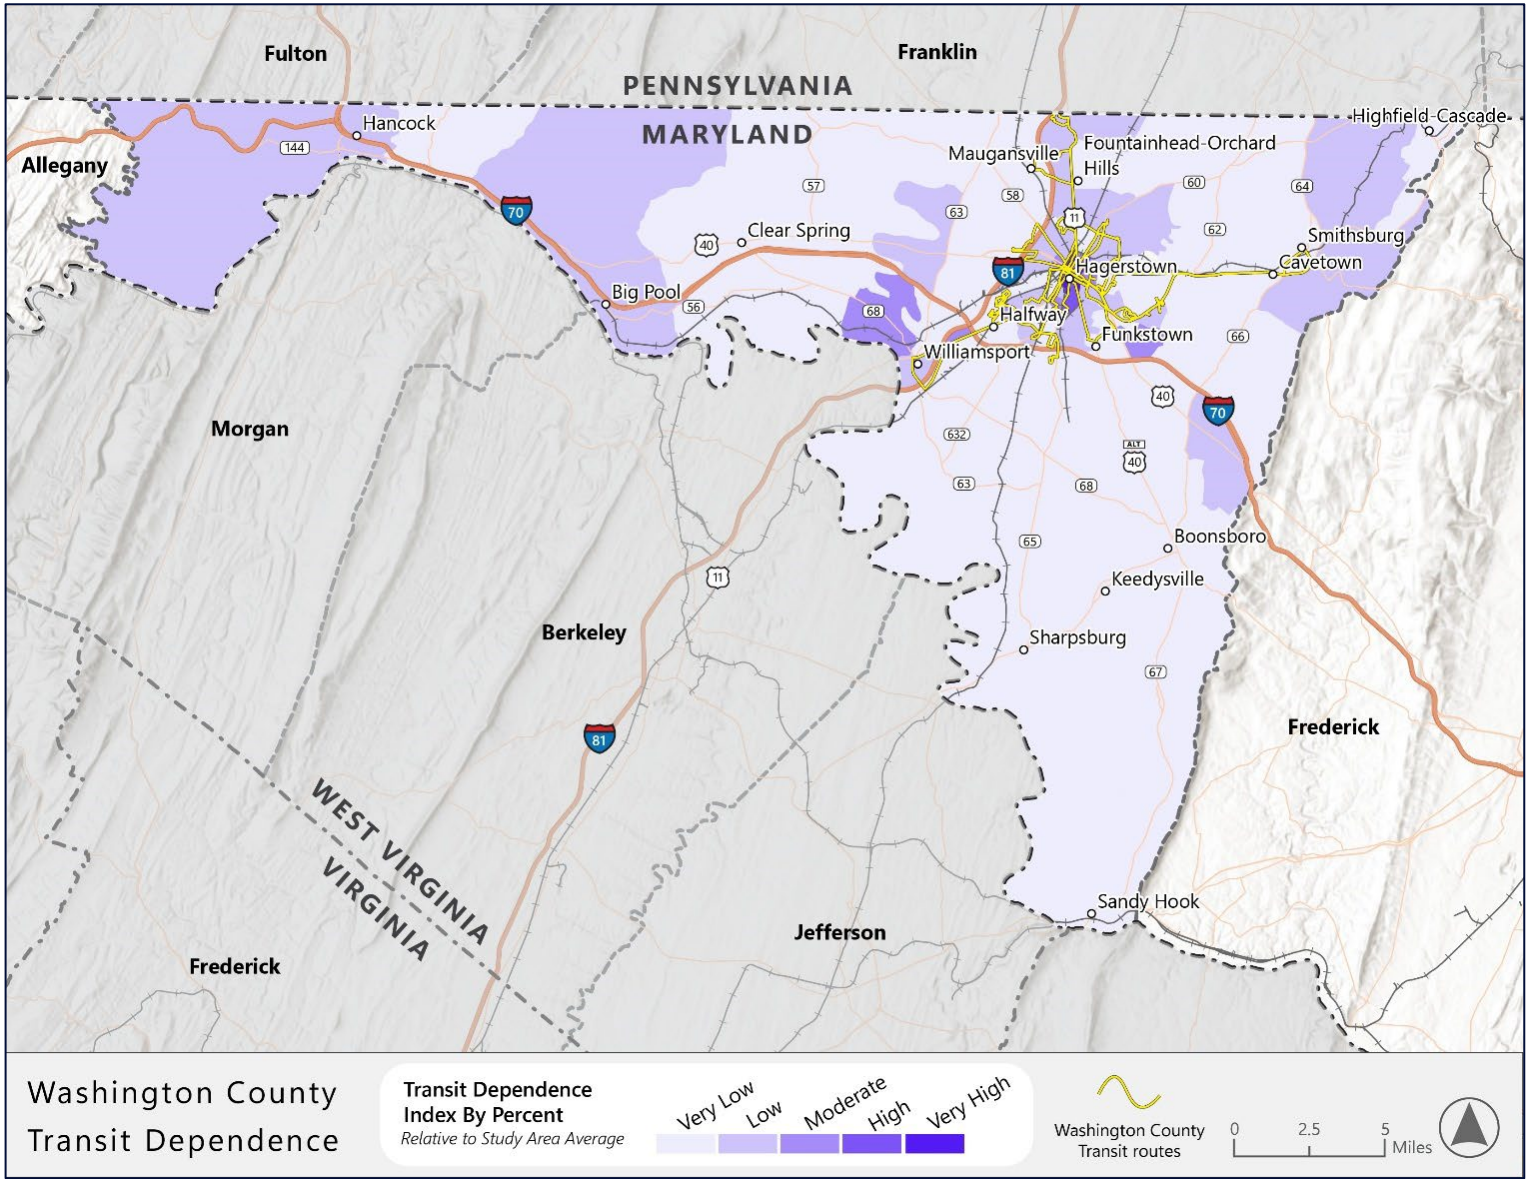 Fulton
Franklin
PENNSYLVANIA
MARYLAND
Highfield-Cascade
Hancock
144
Allegany
Fountainhead-Orchard
Hills
Maugansville
57
58
60
64
63
11
62
70
40
Clear Spring
Smithsburg
Cavetown
81
Hagerstown
Big Pool
56
68
Halfway
Funkstown
66
Williamsport
40
70
Morgan
632
ALT
40
63
68
65
Boonsboro
11
Keedysville
Berkeley
Sharpsburg
67
Frederick
81
WEST VIRGINIA
VIRGINIA
Sandy Hook
Jefferson
Frederick
Washington County
Transit Dependence
Transit Dependence
Index By Percent
Relative to Study Area Average
Very Low
Low
Moderate
High
Very High
Washington County
Transit routes
0 2.5 5
Miles